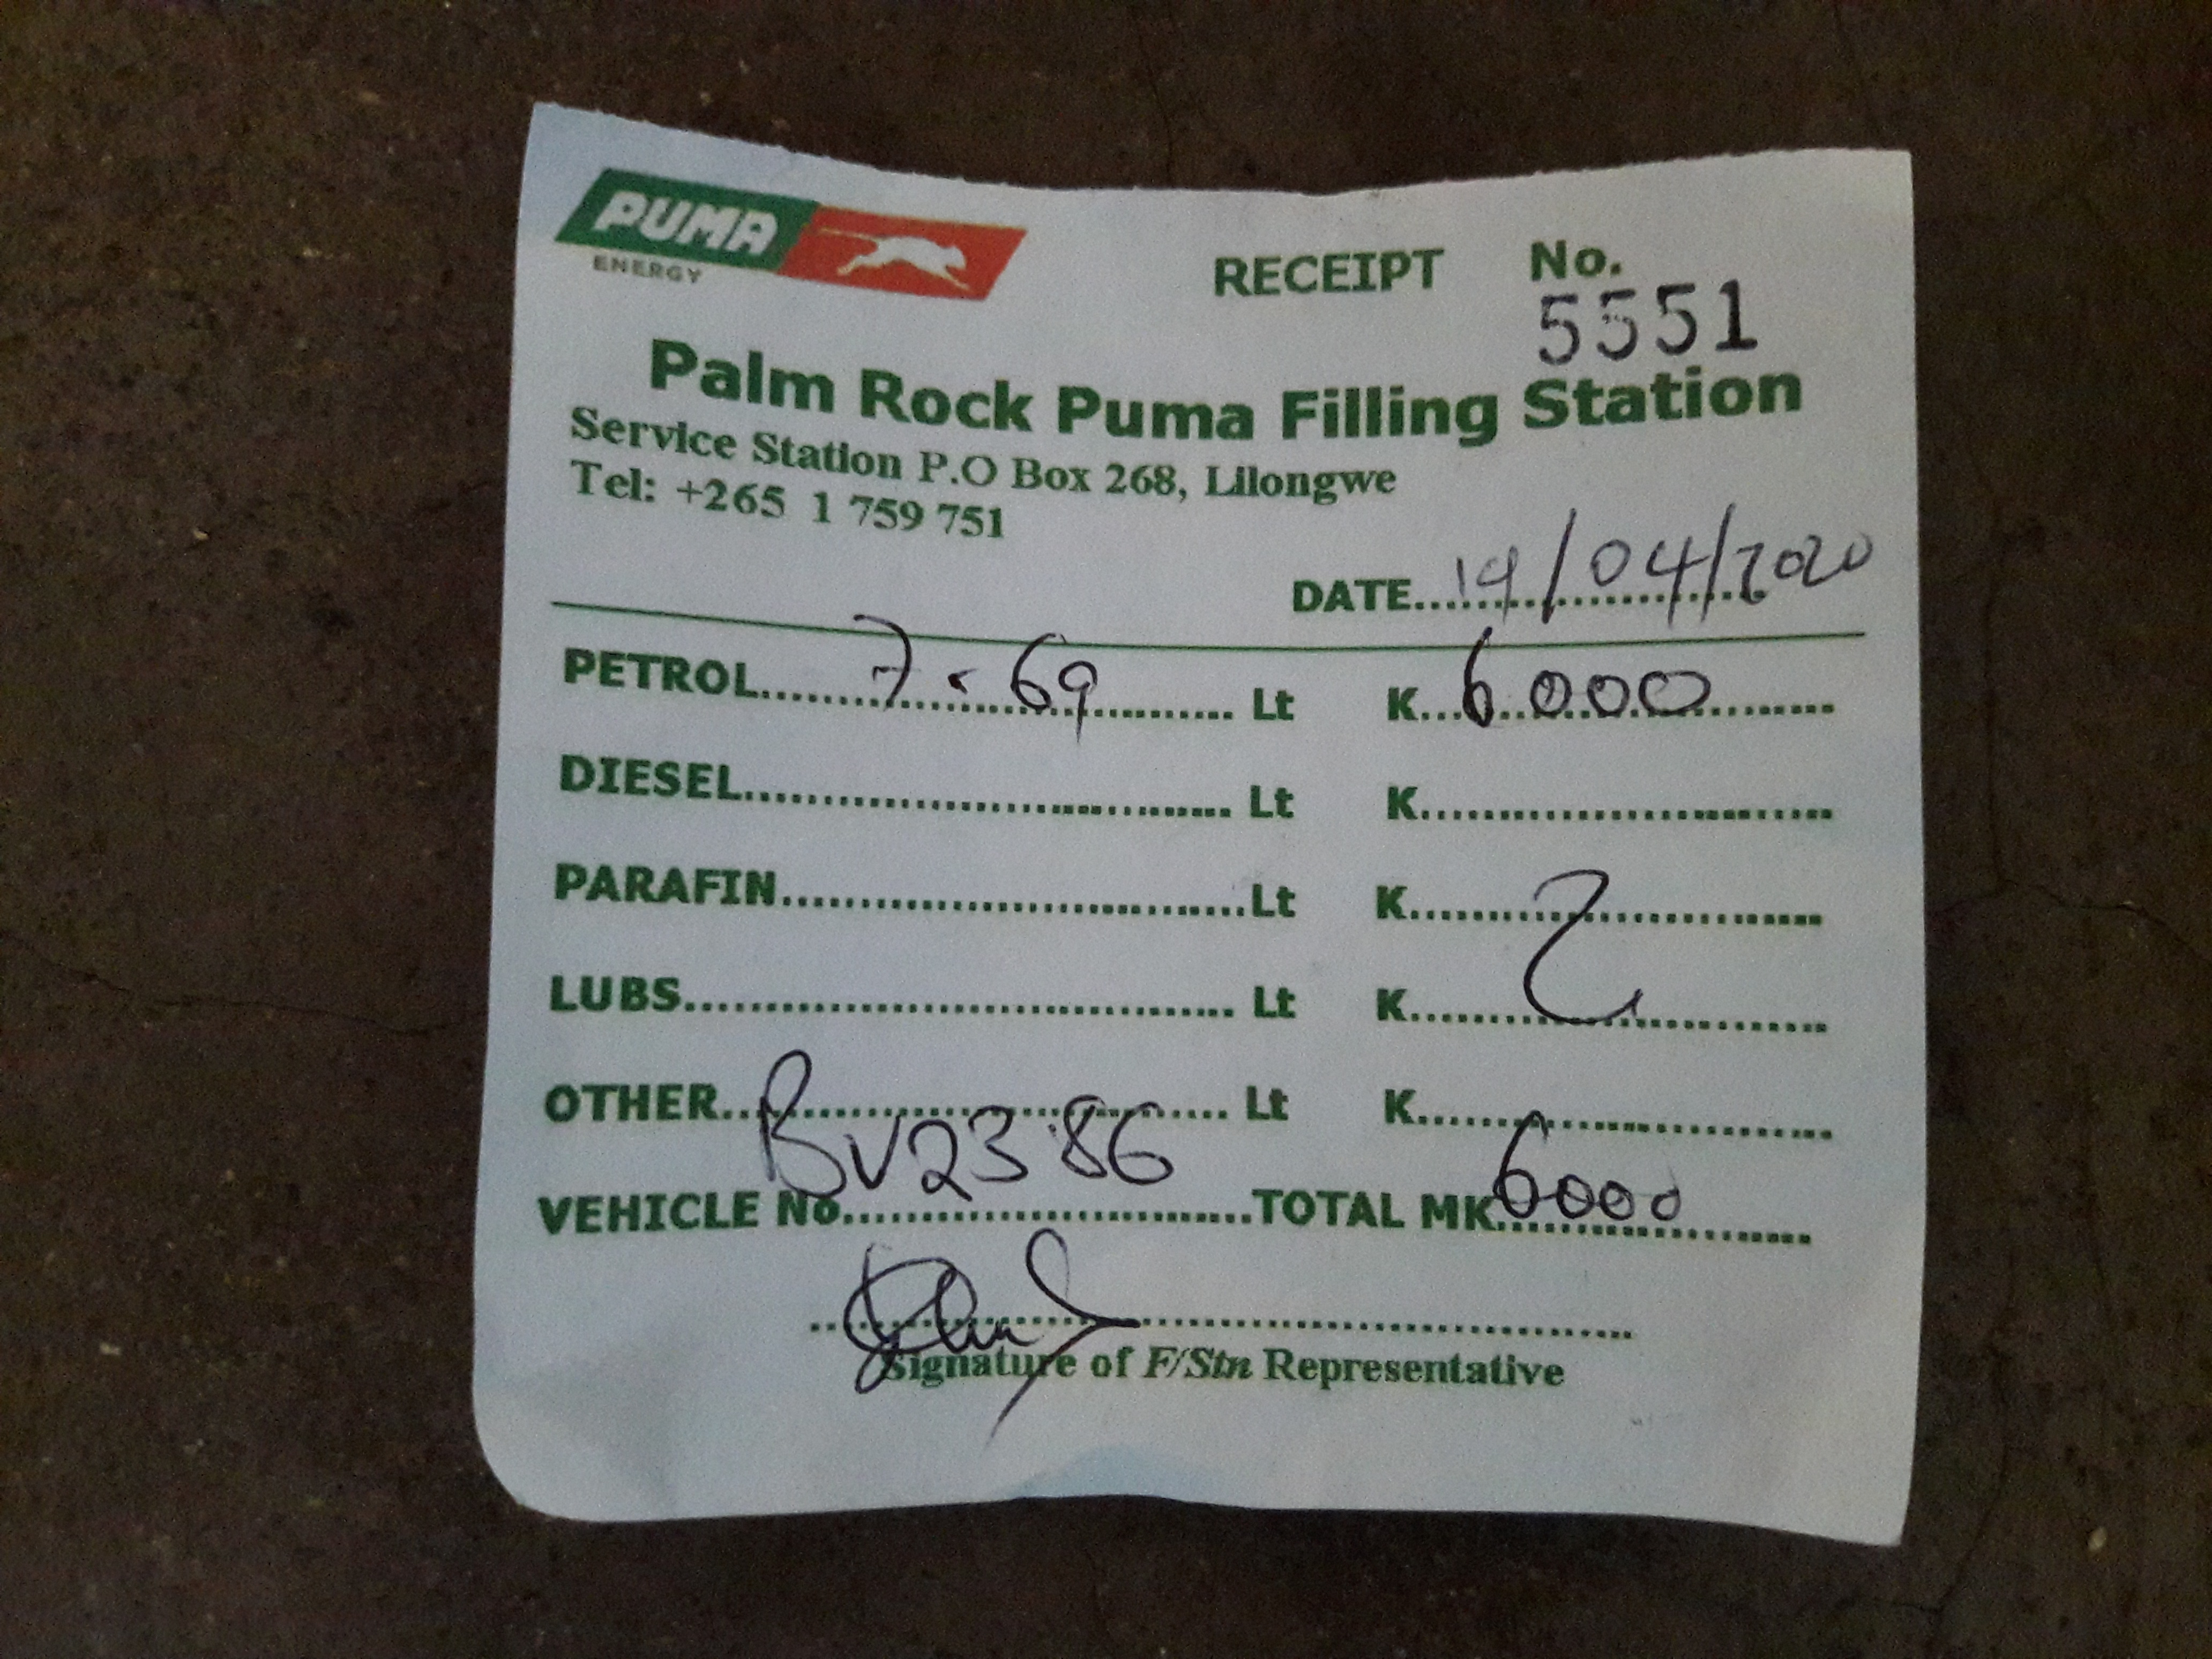 PUMA
ENERGY
RECEIPT No.
5551
Palm Rock Puma Filling Station
Service Station P.O Box 268, Lilongwe
Tel: +265 1 759 751
DATE 19/04/2020
PETROL 7.69 Lt K 6000
DIESEL Lt K
PARAFIN Lt K
LUBS Lt K
OTHER Lt K
VEHICLE No BV2386 TOTAL MK 6000
Signature of F/Stn Representative